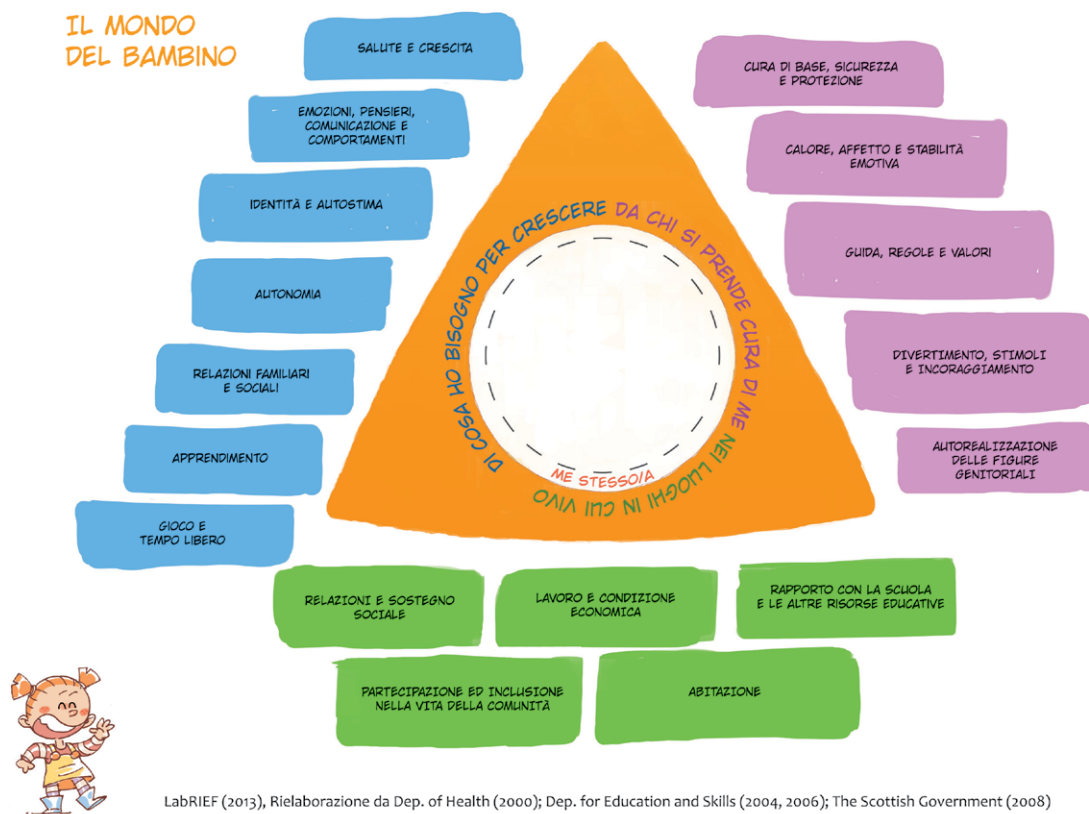 IL MONDO
DEL BAMBINO
SALUTE E CRESCITA
EMOZIONI, PENSIERI,
COMUNICAZIONE E
COMPORTAMENTI
IDENTITÀ E AUTOSTIMA
AUTONOMIA
RELAZIONI FAMILIARI
E SOCIALI
APPRENDIMENTO
GIOCO E
TEMPO LIBERO
DI COSA HO BISOGNO PER CRESCERE
DA CHI SI PRENDE CURA DI ME
NEI LUOGHI IN CUI VIVO
ME STESSO/A
CURA DI BASE, SICUREZZA
E PROTEZIONE
CALORE, AFFETTO E STABILITÀ
EMOTIVA
GUIDA, REGOLE E VALORI
DIVERTIMENTO, STIMOLI
E INCORAGGIAMENTO
AUTOREALIZZAZIONE
DELLE FIGURE
GENITORIALI
RELAZIONI E SOSTEGNO
SOCIALE
LAVORO E CONDIZIONE
ECONOMICA
RAPPORTO CON LA SCUOLA
E LE ALTRE RISORSE EDUCATIVE
PARTECIPAZIONE ED INCLUSIONE
NELLA VITA DELLA COMUNITÀ
ABITAZIONE
LabRIEF (2013), Rielaborazione da Dep. of Health (2000); Dep. for Education and Skills (2004, 2006); The Scottish Government (2008)